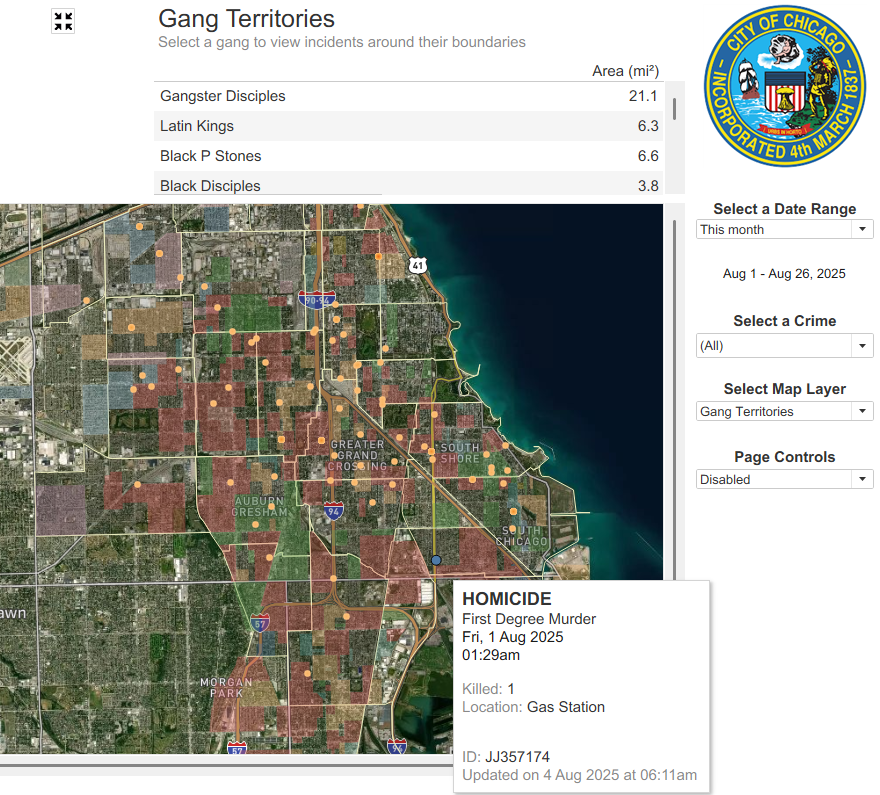 Gang Territories
Select a gang to view incidents around their boundaries
Area (mi²)
Gangster Disciples 21.1
Latin Kings 6.3
Black P Stones 6.6
Black Disciples 3.8
CITY OF CHICAGO
INCORPORATED 4th MARCH 1837
URBS IN HORTO
Select a Date Range
This month
Aug 1 - Aug 26, 2025
Select a Crime
(All)
Select Map Layer
Gang Territories
Page Controls
Disabled
41
90-94
GREATER
GRAND
CROSSING
SOUTH
SHORE
AUBURN
GRESHAM
94
SOUTH
CHICAGO
awn
57
MORGAN
PARK
57
94
HOMICIDE
First Degree Murder
Fri, 1 Aug 2025
01:29am
Killed: 1
Location: Gas Station
ID: JJ357174
Updated on 4 Aug 2025 at 06:11am